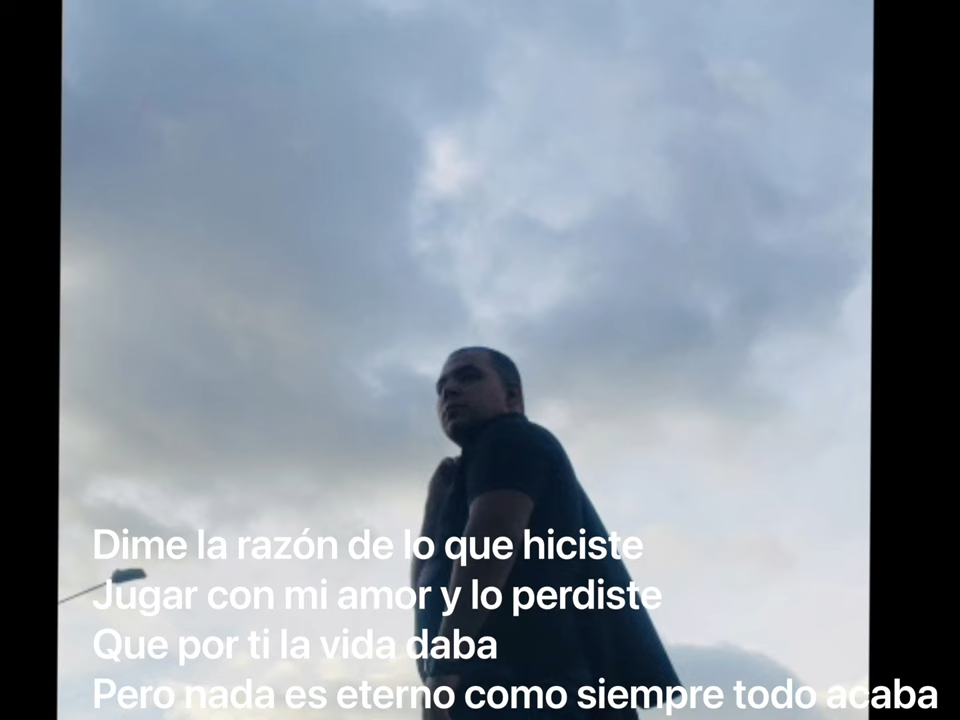 Dime la razón de lo que hiciste
Jugar con mi amor y lo perdiste
Que por ti la vida daba
Pero nada es eterno como siempre todo acaba